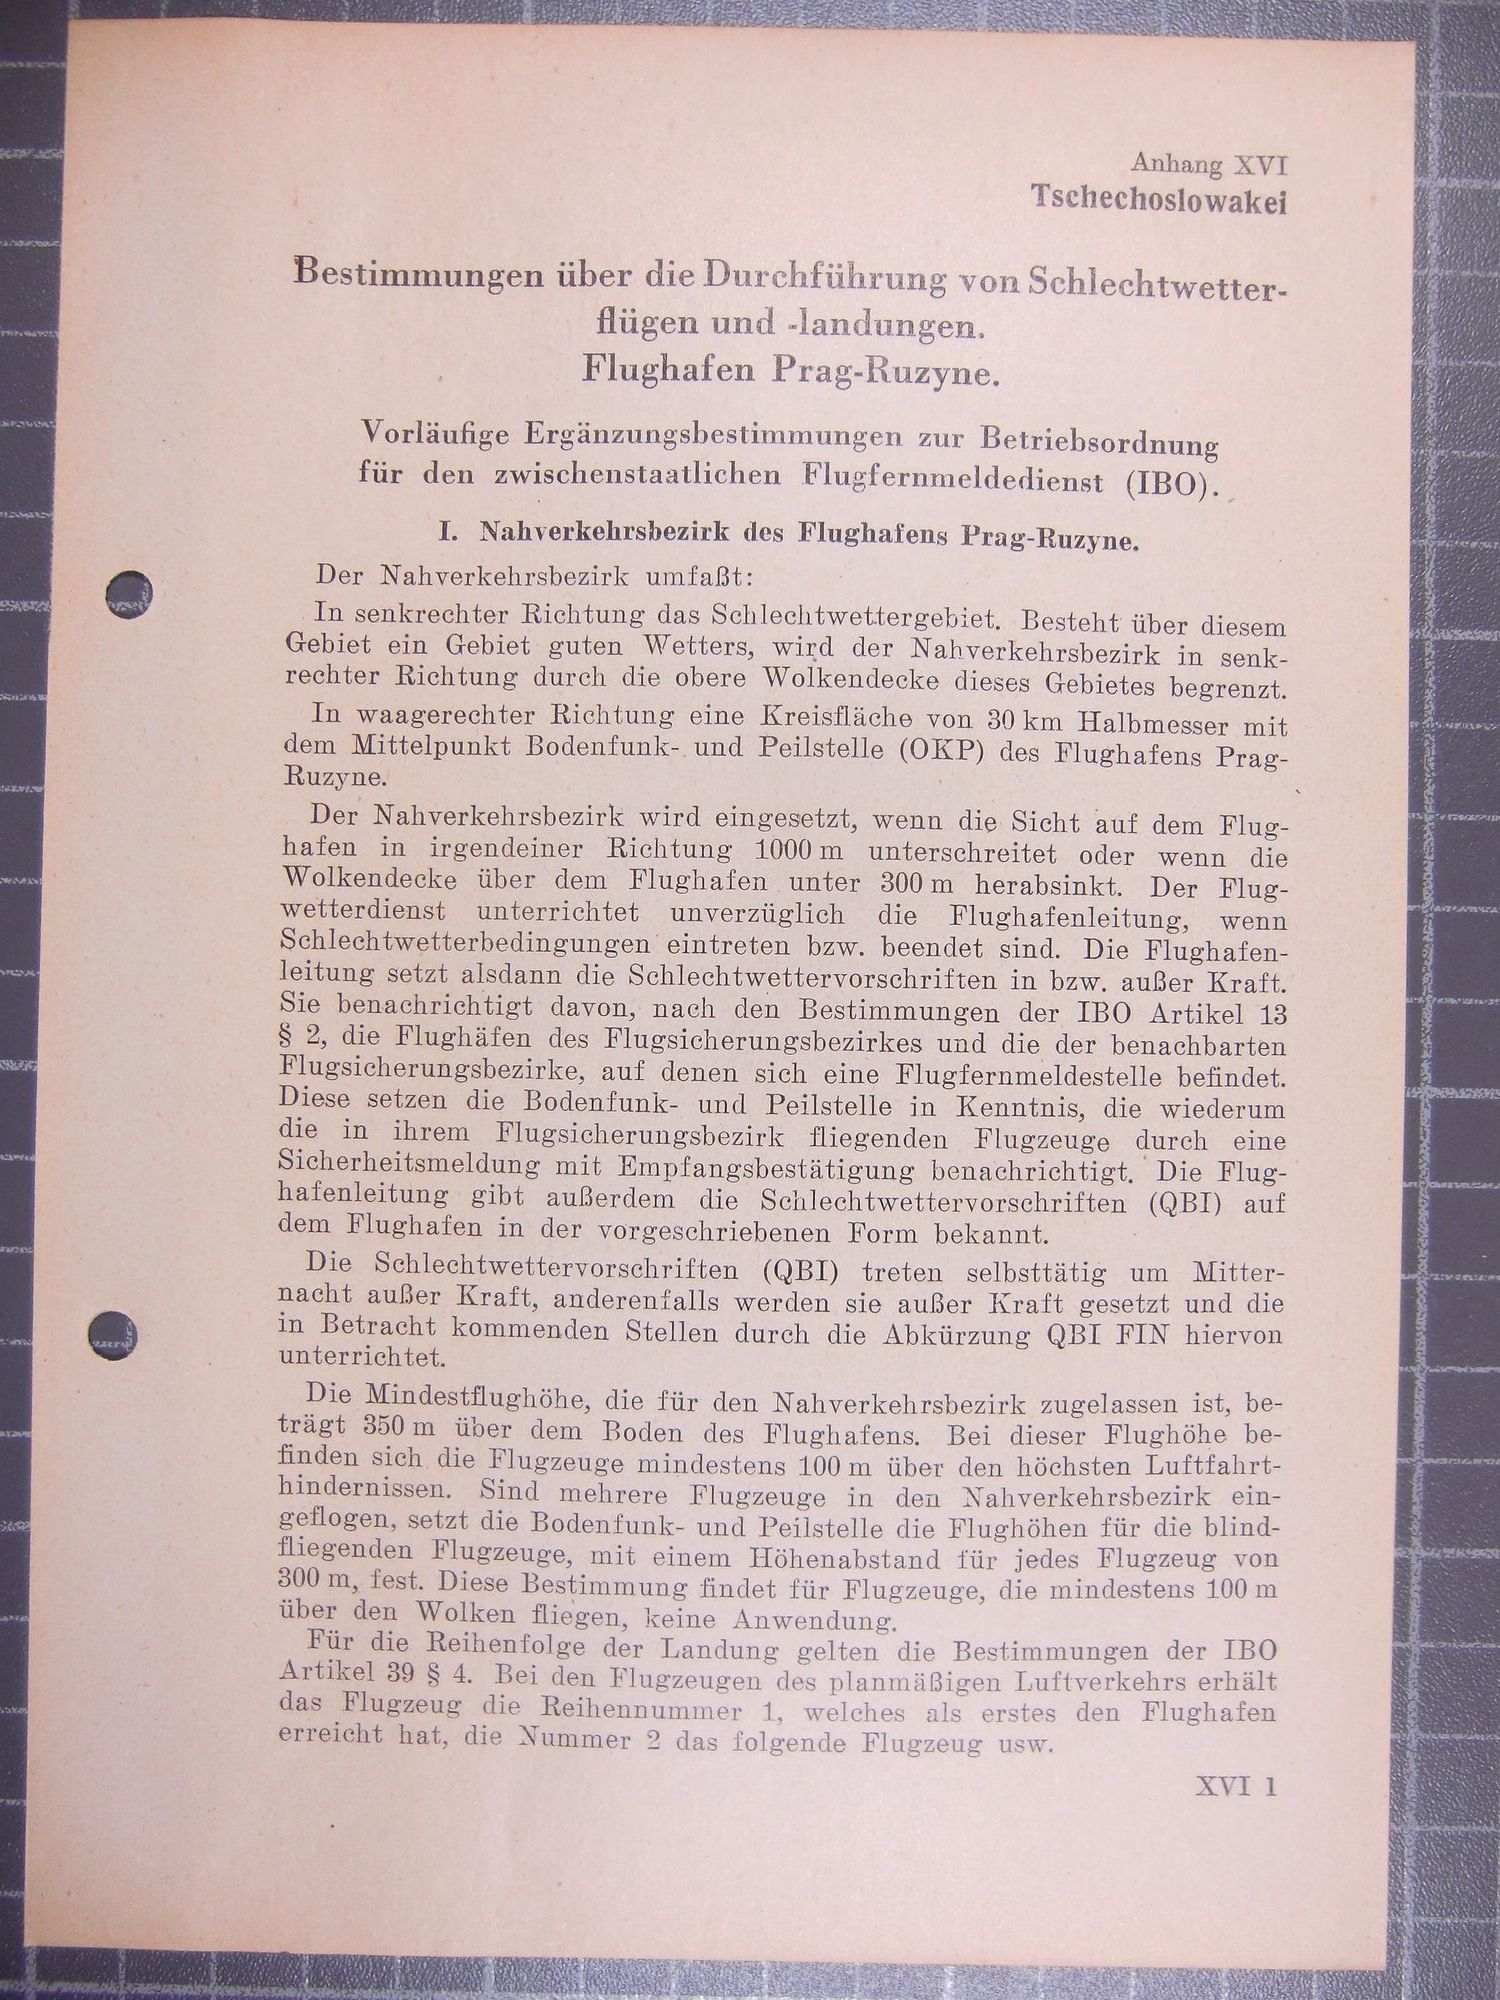 Anhang XVI
Tschechoslowakei
Bestimmungen über die Durchführung von Schlechtwetter-
flügen und -landungen.
Flughafen Prag-Ruzyne.
Vorläufige Ergänzungsbestimmungen zur Betriebsordnung
für den zwischenstaatlichen Flugfernmeldedienst (IBO).
I. Nahverkehrsbezirk des Flughafens Prag-Ruzyne.
Der Nahverkehrsbezirk umfaßt:
In senkrechter Richtung das Schlechtwettergebiet. Besteht über diesem
Gebiet ein Gebiet guten Wetters, wird der Nahverkehrsbezirk in senk-
rechter Richtung durch die obere Wolkendecke dieses Gebietes begrenzt.
In waagerechter Richtung eine Kreisfläche von 30 km Halbmesser mit
dem Mittelpunkt Bodenfunk- und Peilstelle (OKP) des Flughafens Prag-
Ruzyne.
Der Nahverkehrsbezirk wird eingesetzt, wenn die Sicht auf dem Flug-
hafen in irgendeiner Richtung 1000 m unterschreitet oder wenn die
Wolkendecke über dem Flughafen unter 300 m herabsinkt. Der Flug-
wetterdienst unterrichtet unverzüglich die Flughafenleitung, wenn
Schlechtwetterbedingungen eintreten bzw. beendet sind. Die Flughafen-
leitung setzt alsdann die Schlechtwettervorschriften in bzw. außer Kraft.
Sie benachrichtigt davon, nach den Bestimmungen der IBO Artikel 13
§ 2, die Flughäfen des Flugsicherungsbezirkes und die der benachbarten
Flugsicherungsbezirke, auf denen sich eine Flugfernmeldestelle befindet.
Diese setzen die Bodenfunk- und Peilstelle in Kenntnis, die wiederum
die in ihrem Flugsicherungsbezirk fliegenden Flugzeuge durch eine
Sicherheitsmeldung mit Empfangsbestätigung benachrichtigt. Die Flug-
hafenleitung gibt außerdem die Schlechtwettervorschriften (QBI) auf
dem Flughafen in der vorgeschriebenen Form bekannt.
Die Schlechtwettervorschriften (QBI) treten selbsttätig um Mitter-
nacht außer Kraft, anderenfalls werden sie außer Kraft gesetzt und die
in Betracht kommenden Stellen durch die Abkürzung QBI FIN hiervon
unterrichtet.
Die Mindestflughöhe, die für den Nahverkehrsbezirk zugelassen ist, be-
trägt 350 m über dem Boden des Flughafens. Bei dieser Flughöhe be-
finden sich die Flugzeuge mindestens 100 m über den höchsten Luftfahrt-
hindernissen. Sind mehrere Flugzeuge in den Nahverkehrsbezirk ein-
geflogen, setzt die Bodenfunk- und Peilstelle die Flughöhen für die blind-
fliegenden Flugzeuge, mit einem Höhenabstand für jedes Flugzeug von
300 m, fest. Diese Bestimmung findet für Flugzeuge, die mindestens 100 m
über den Wolken fliegen, keine Anwendung.
Für die Reihenfolge der Landung gelten die Bestimmungen der IBO
Artikel 39 § 4. Bei den Flugzeugen des planmäßigen Luftverkehrs erhält
das Flugzeug die Reihennummer 1, welches als erstes den Flughafen
erreicht hat, die Nummer 2 das folgende Flugzeug usw.
XVI 1